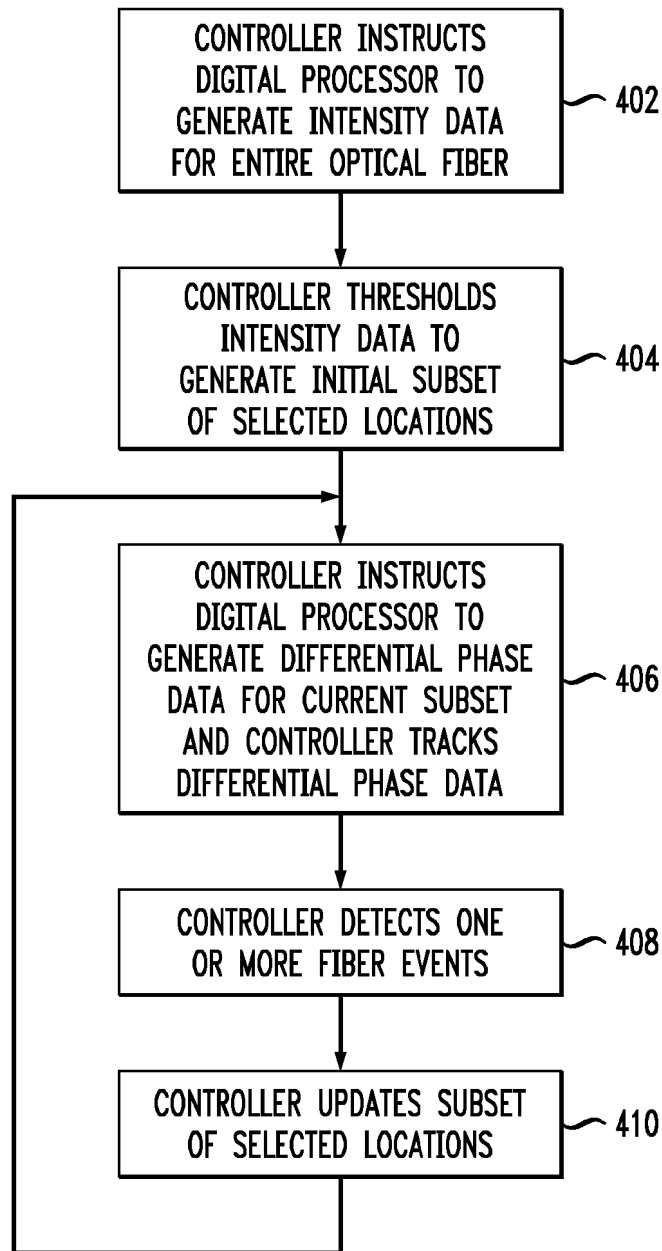 CONTROLLER INSTRUCTS
DIGITAL PROCESSOR TO
GENERATE INTENSITY DATA
FOR ENTIRE OPTICAL FIBER
402
CONTROLLER THRESHOLDS
INTENSITY DATA TO
GENERATE INITIAL SUBSET
OF SELECTED LOCATIONS
404
CONTROLLER INSTRUCTS
DIGITAL PROCESSOR TO
GENERATE DIFFERENTIAL PHASE
DATA FOR CURRENT SUBSET
AND CONTROLLER TRACKS
DIFFERENTIAL PHASE DATA
406
CONTROLLER DETECTS ONE
OR MORE FIBER EVENTS
408
CONTROLLER UPDATES SUBSET
OF SELECTED LOCATIONS
410